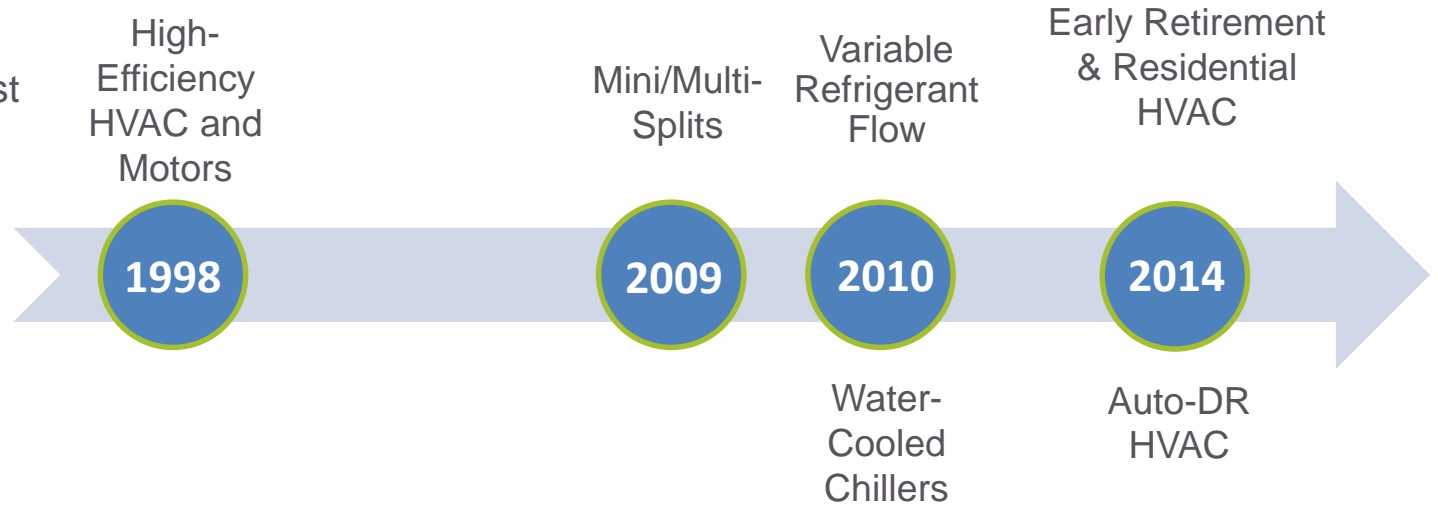 High-
Efficiency
HVAC and
Motors
1998
Mini/Multi-
Splits
2009
Variable
Refrigerant
Flow
2010
Water-
Cooled
Chillers
Early Retirement
& Residential
HVAC
2014
Auto-DR
HVAC